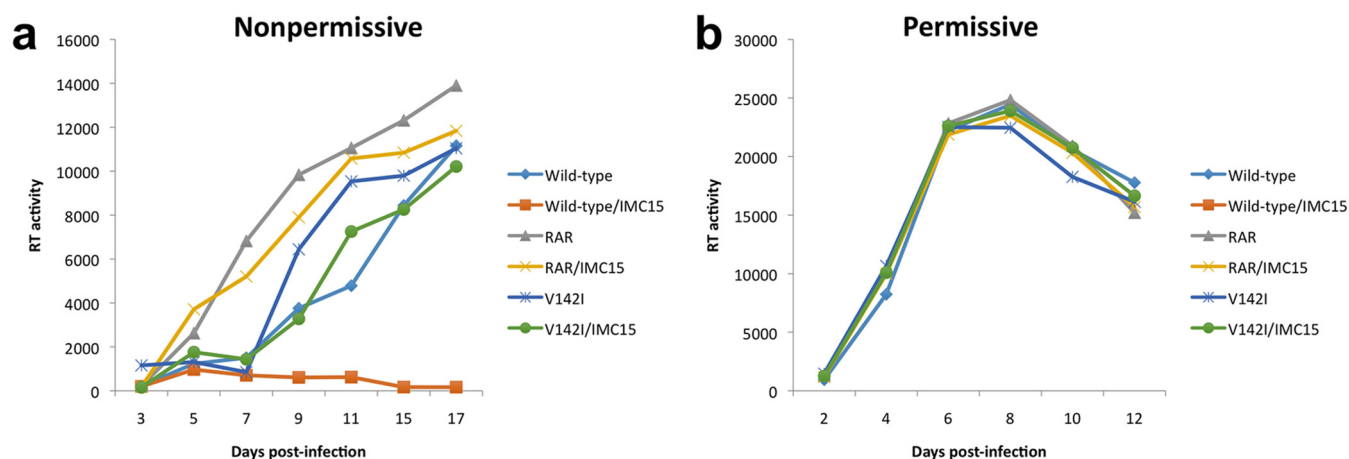 a
Nonpermissive
16000
14000
12000
10000
8000
6000
4000
2000
0
RT activity
3 5 7 9 11 15 17
Days post-infection
Wild-type
Wild-type/IMC15
RAR
RAR/IMC15
V142I
V142I/IMC15
b
Permissive
30000
25000
20000
15000
10000
5000
0
RT activity
2 4 6 8 10 12
Days post-infection
Wild-type
Wild-type/IMC15
RAR
RAR/IMC15
V142I
V142I/IMC15